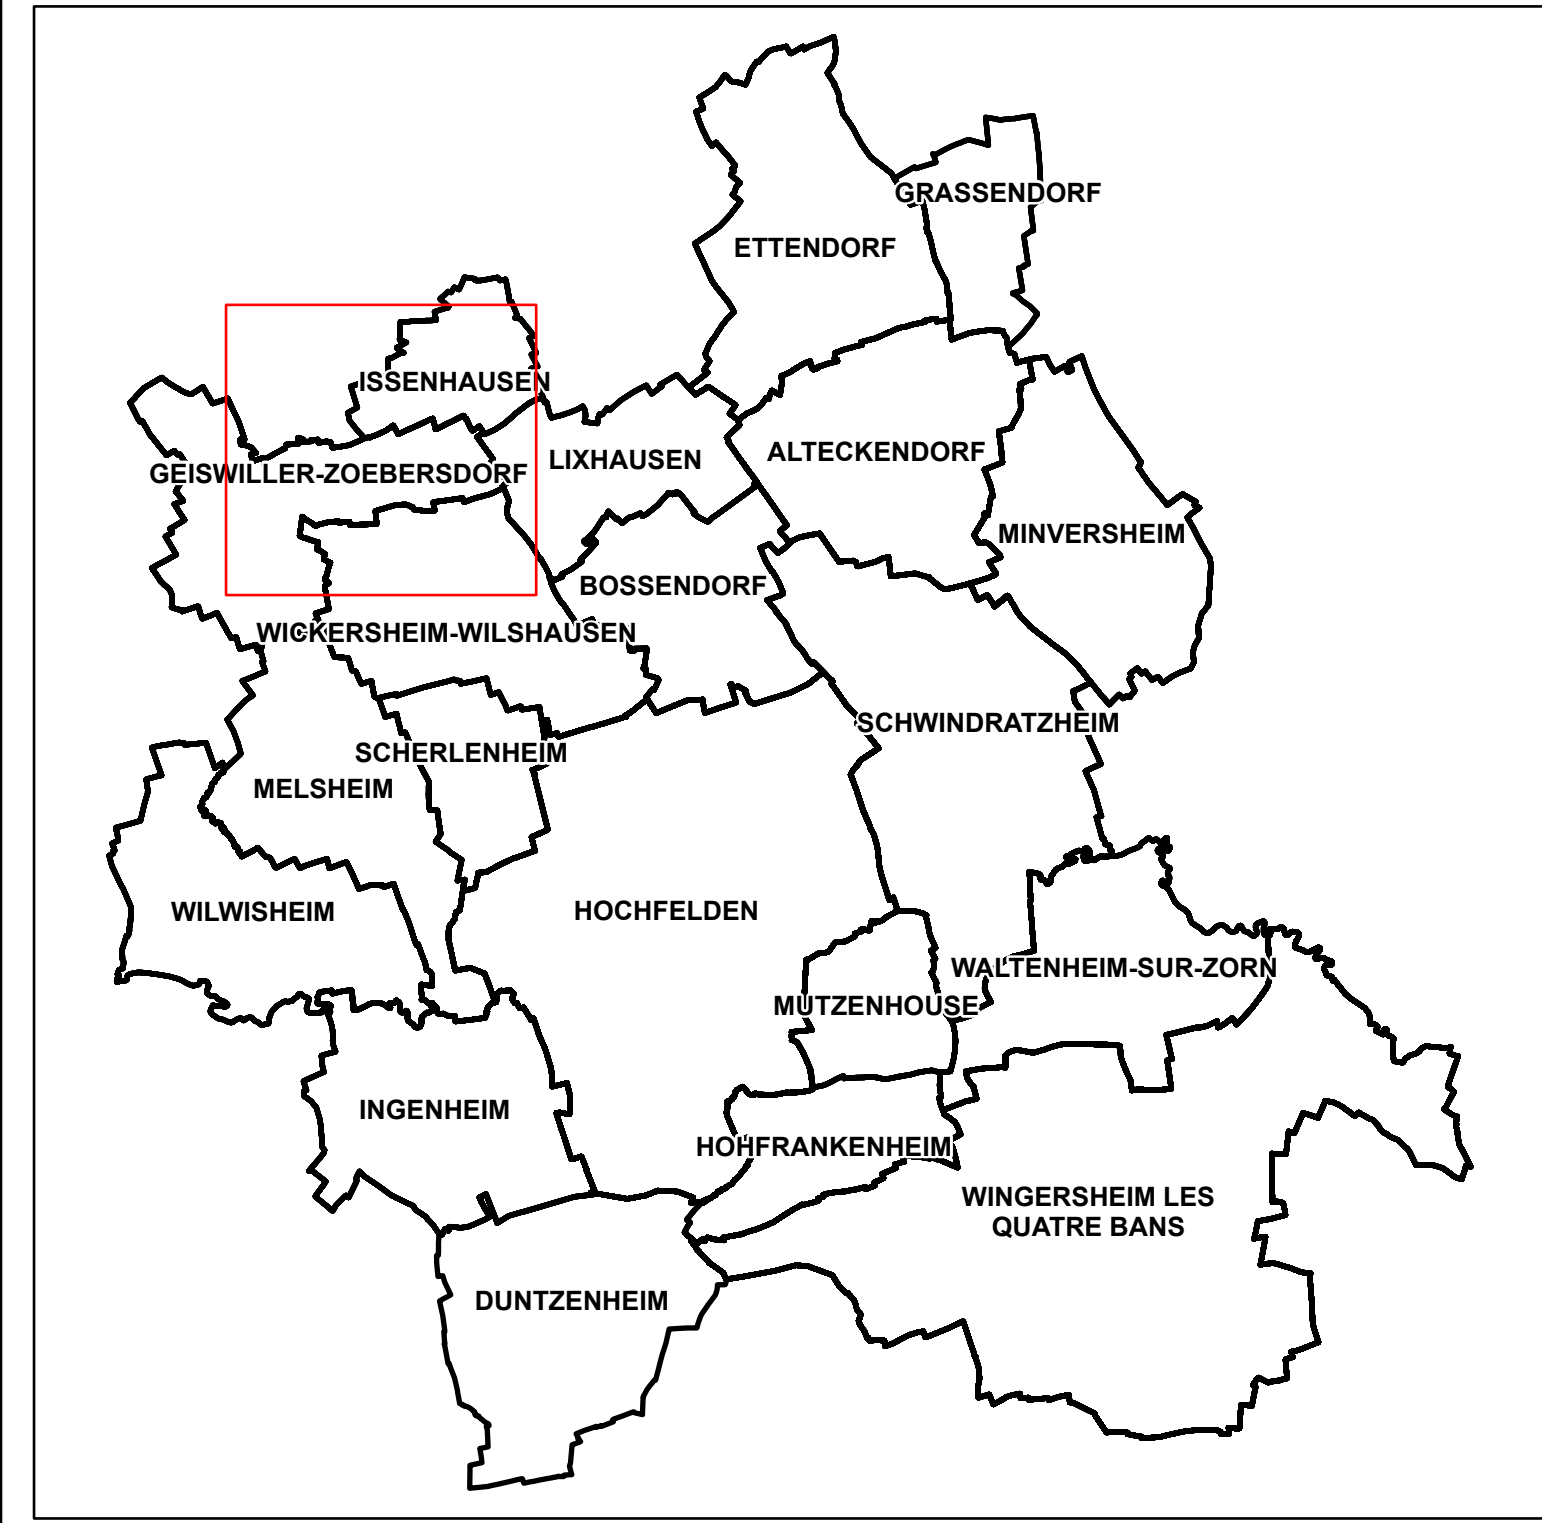 GRASSENDORF
ETTENDORF
ISSENHAUSEN
ALTECKENDORF
LIXHAUSEN
GEISWILLER-ZOEBERSDORF
MINVERSHEIM
BOSSENDORF
WICKERSHEIM-WILSHAUSEN
SCHWINDRATZHEIM
SCHERLENHEIM
MELSHEIM
WILWISHEIM
HOCHFELDEN
WALTENHEIM-SUR-ZORN
MUTZENHOUSE
INGENHEIM
HOHFRANKENHEIM
WINGERSHEIM LES
QUATRE BANS
DUNTZENHEIM